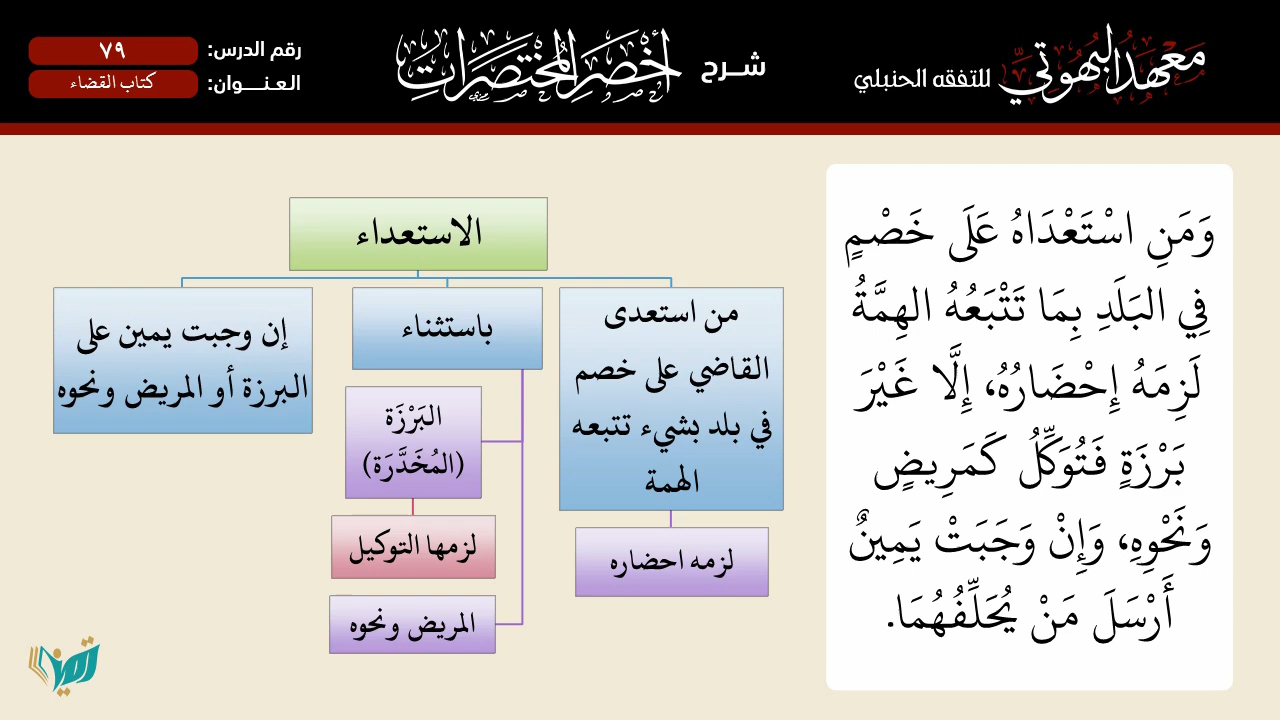 معهد البهوتي
للتفقه الحنبلي
شرح
أخصر المختصرات
رقم الدرس:
٧٩
العنوان:
كتاب القضاء
وَمَنِ اسْتَعْدَاهُ عَلَى خَصْمٍ
فِي البَلَدِ بِمَا تَتْبَعُهُ الهِمَّةُ
لَزِمَهُ إِحْضَارُهُ، إِلَّا غَيْرَ
بَرْزَةٍ فَتُوَكِّلُ كَمَرِيضٍ
وَنَحْوِهِ، وَإِنْ وَجَبَتْ يَمِينٌ
أَرْسَلَ مَنْ يُحَلِّفُهُمَا.
الاستعداء
من استعدى
القاضي على خصم
في بلد بشيء تتبعه
الهمة
لزمه احضاره
باستثناء
البَرْزَة
(المُخَدَّرَة)
لزمها التوكيل
المريض ونحوه
إن وجبت يمين على
البرزة أو المريض ونحوه